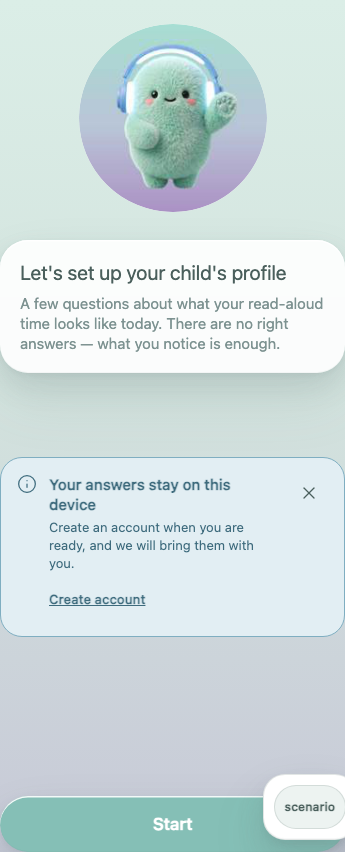 Let's set up your child's profile
A few questions about what your read-aloud
time looks like today. There are no right
answers — what you notice is enough.
Your answers stay on this
device
Create an account when you are
ready, and we will bring them with
you.
Create account
Start
scenario